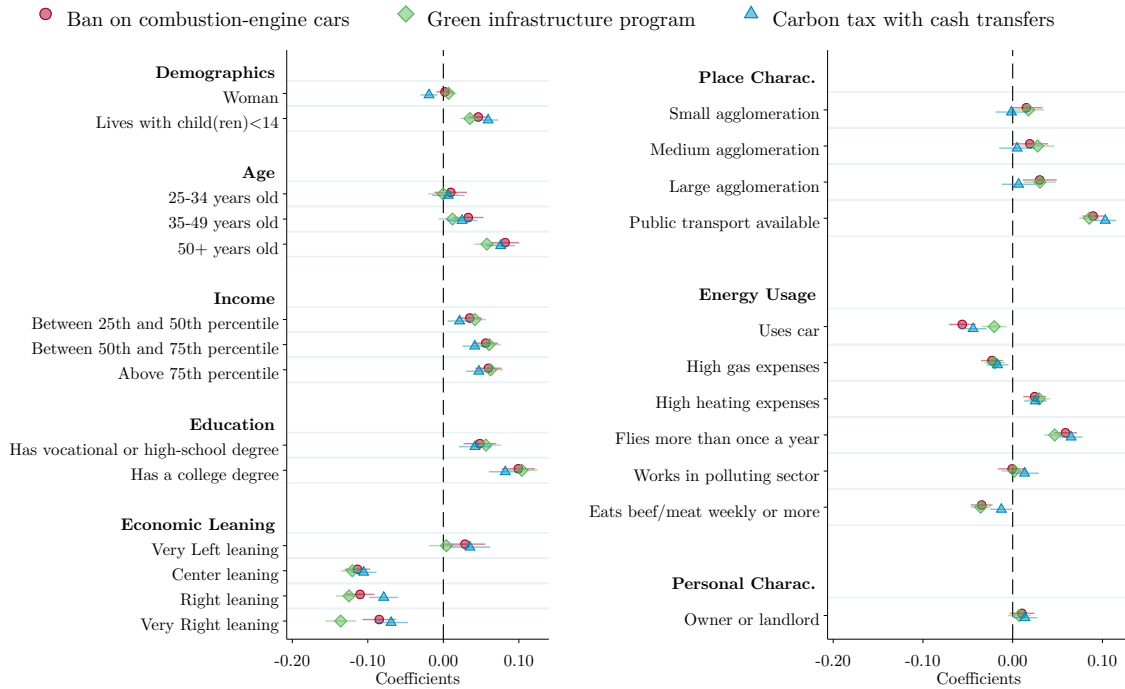 Ban on combustion-engine cars Green infrastructure program Carbon tax with cash transfers
Demographics
Woman
Lives with child(ren)<14
Age
25-34 years old
35-49 years old
50+ years old
Income
Between 25th and 50th percentile
Between 50th and 75th percentile
Above 75th percentile
Education
Has vocational or high-school degree
Has a college degree
Economic Leaning
Very Left leaning
Center leaning
Right leaning
Very Right leaning
-0.20 -0.10 0.00 0.10
Coefficients
Place Charac.
Small agglomeration
Medium agglomeration
Large agglomeration
Public transport available
Energy Usage
Uses car
High gas expenses
High heating expenses
Flies more than once a year
Works in polluting sector
Eats beef/meat weekly or more
Personal Charac.
Owner or landlord
-0.20 -0.10 0.00 0.10
Coefficients